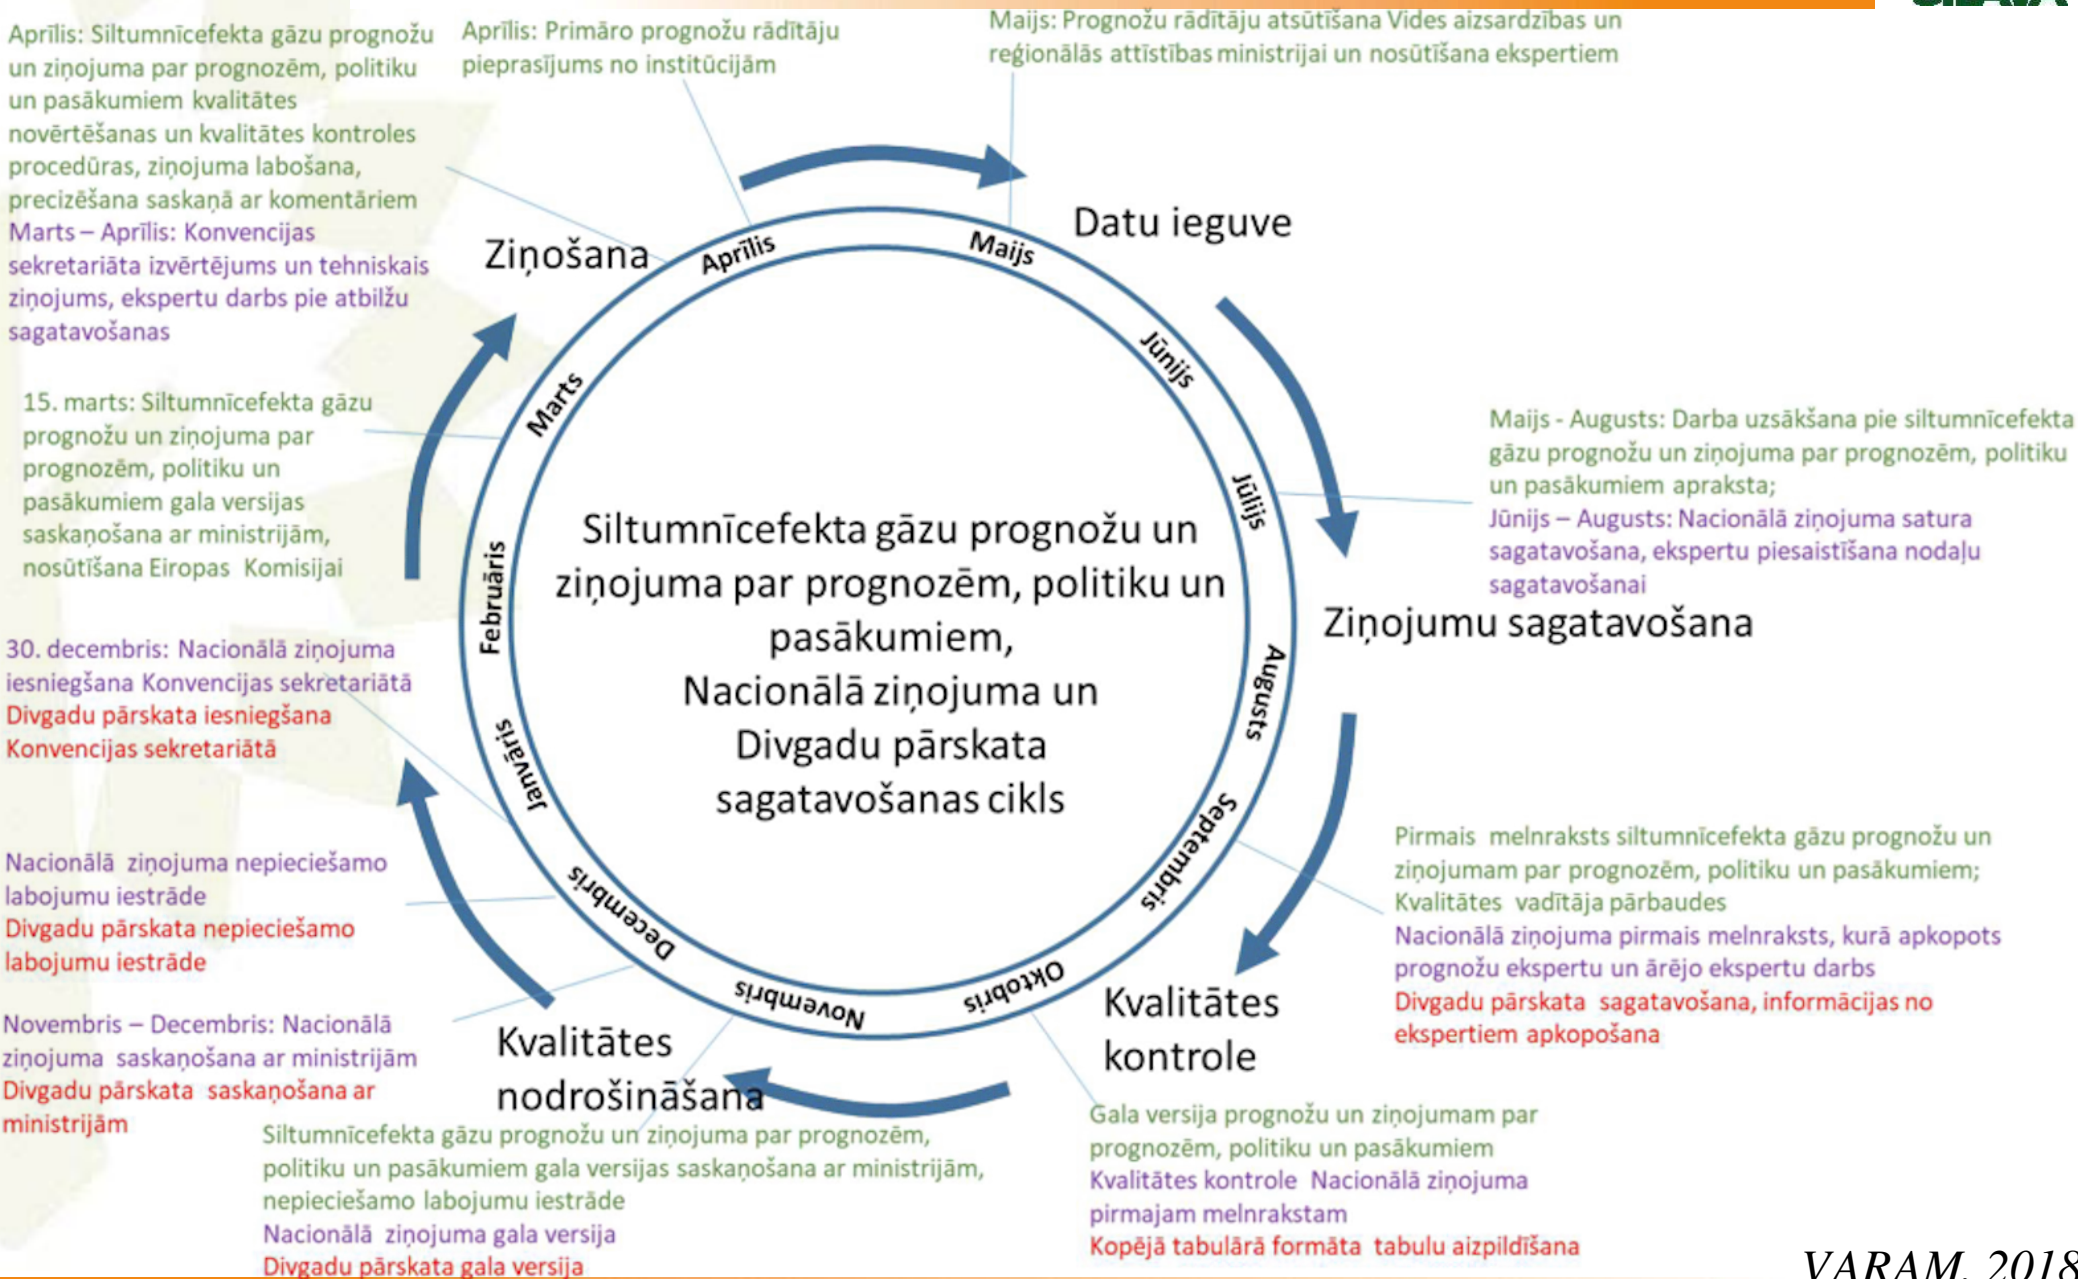 Aprīlis: Siltumnīcefekta gāzu prognožu
un ziņojuma par prognozēm, politiku
un pasākumiem kvalitātes
novērtēšanas un kvalitātes kontroles
procedūras, ziņojuma labošana,
precizēšana saskaņā ar komentāriem
Marts – Aprīlis: Konvencijas
sekretariāta izvērtējums un tehniskais
ziņojums, ekspertu darbs pie atbilžu
sagatavošanas
Aprīlis: Primāro prognožu rādītāju
pieprasījums no institūcijām
Maijs: Prognožu rādītāju atsūtīšana Vides aizsardzības un
reģionālās attīstības ministrijai un nosūtīšana ekspertiem
Ziņošana
Datu ieguve
Aprīlis
Maijs
Jūnijs
Jūlijs
Augusts
Septembris
Oktobris
Novembris
Decembris
Janvāris
Februāris
Marts
15. marts: Siltumnīcefekta gāzu
prognožu un ziņojuma par
prognozēm, politiku un
pasākumiem gala versijas
saskaņošana ar ministrijām,
nosūtīšana Eiropas Komisijai
Siltumnīcefekta gāzu prognožu un
ziņojuma par prognozēm, politiku un
pasākumiem,
Nacionālā ziņojuma un
Divgadu pārskata
sagatavošanas cikls
Maijs - Augusts: Darba uzsākšana pie siltumnīcefekta
gāzu prognožu un ziņojuma par prognozēm, politiku
un pasākumiem apraksta;
Jūnijs – Augusts: Nacionālā ziņojuma satura
sagatavošana, ekspertu piesaistīšana nodaļu
sagatavošanai
Ziņojumu sagatavošana
30. decembris: Nacionālā ziņojuma
iesniegšana Konvencijas sekretariātā
Divgadu pārskata iesniegšana
Konvencijas sekretariātā
Nacionālā ziņojuma nepieciešamo
labojumu iestrāde
Divgadu pārskata nepieciešamo
labojumu iestrāde
Pirmais melnraksts siltumnīcefekta gāzu prognožu un
ziņojumam par prognozēm, politiku un pasākumiem;
Kvalitātes vadītāja pārbaudes
Nacionālā ziņojuma pirmais melnraksts, kurā apkopots
prognožu ekspertu un ārējo ekspertu darbs
Divgadu pārskata sagatavošana, informācijas no
ekspertiem apkopošana
Novembris – Decembris: Nacionālā
ziņojuma saskaņošana ar ministrijām
Divgadu pārskata saskaņošana ar
ministrijām
Kvalitātes
nodrošināšana
Kvalitātes
kontrole
Siltumnīcefekta gāzu prognožu un ziņojuma par prognozēm,
politiku un pasākumiem gala versijas saskaņošana ar ministrijām,
nepieciešamo labojumu iestrāde
Nacionālā ziņojuma gala versija
Divgadu pārskata gala versija
Gala versija prognožu un ziņojumam par
prognozēm, politiku un pasākumiem
Kvalitātes kontrole Nacionālā ziņojuma
pirmajam melnrakstam
Kopējā tabulārā formāta tabulu aizpildīšana
VARAM, 2018